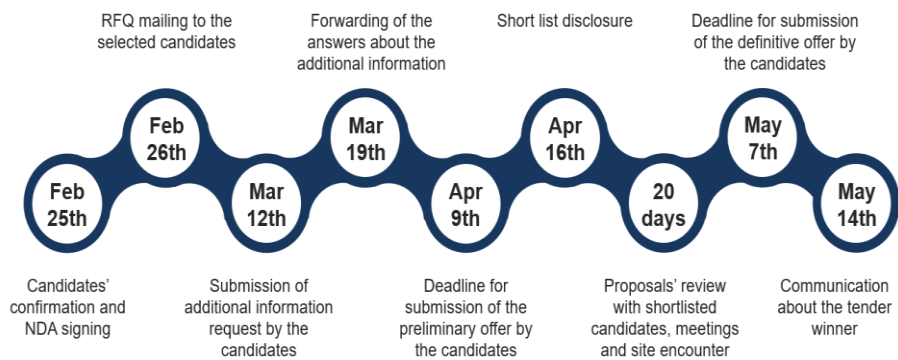 RFQ mailing to the
selected candidates
Forwarding of the
answers about the
additional information
Short list disclosure
Deadline for submission
of the definitive offer by
the candidates
Feb
26th
Mar
19th
Apr
16th
May
7th
Feb
25th
Mar
12th
Apr
9th
20
days
May
14th
Candidates’
confirmation and
NDA signing
Submission of
additional information
request by the
candidates
Deadline for
submission of the
preliminary offer by
the candidates
Proposals’ review
with shortlisted
candidates, meetings
and site encounter
Communication
about the tender
winner